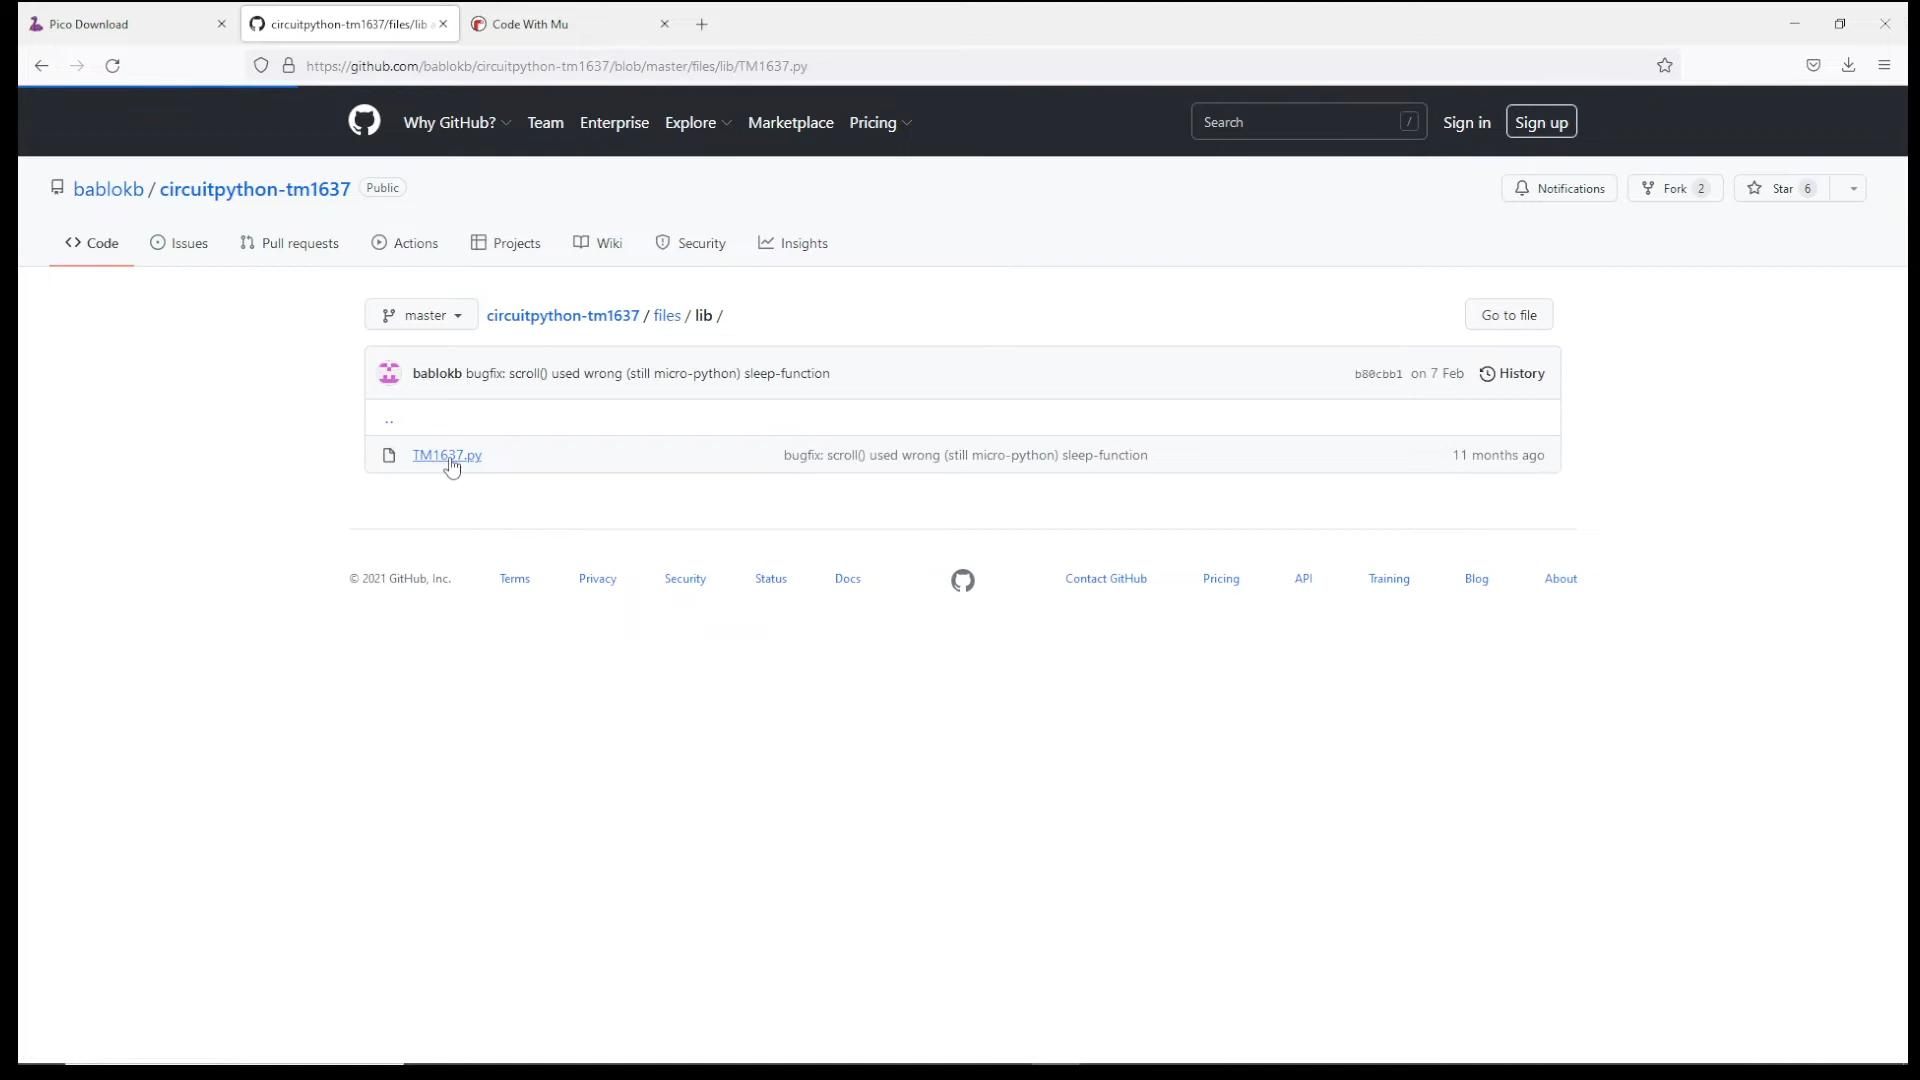 Pico Download
circuitpython-tm1637/files/lib a
Code With Mu
https://github.com/bablokb/circuitpython-tm1637/blob/master/files/lib/TM1637.py
Why GitHub? Team Enterprise Explore Marketplace Pricing
Search /
Sign in Sign up
bablokb / circuitpython-tm1637 Public
Notifications Fork 2 Star 6
<> Code Issues Pull requests Actions Projects Wiki Security Insights
master circuitpython-tm1637 / files / lib / Go to file
bablokb bugfix: scroll() used wrong (still micro-python) sleep-function b80cbb1 on 7 Feb History
..
TM1637.py bugfix: scroll() used wrong (still micro-python) sleep-function 11 months ago
© 2021 GitHub, Inc. Terms Privacy Security Status Docs Contact GitHub Pricing API Training Blog About